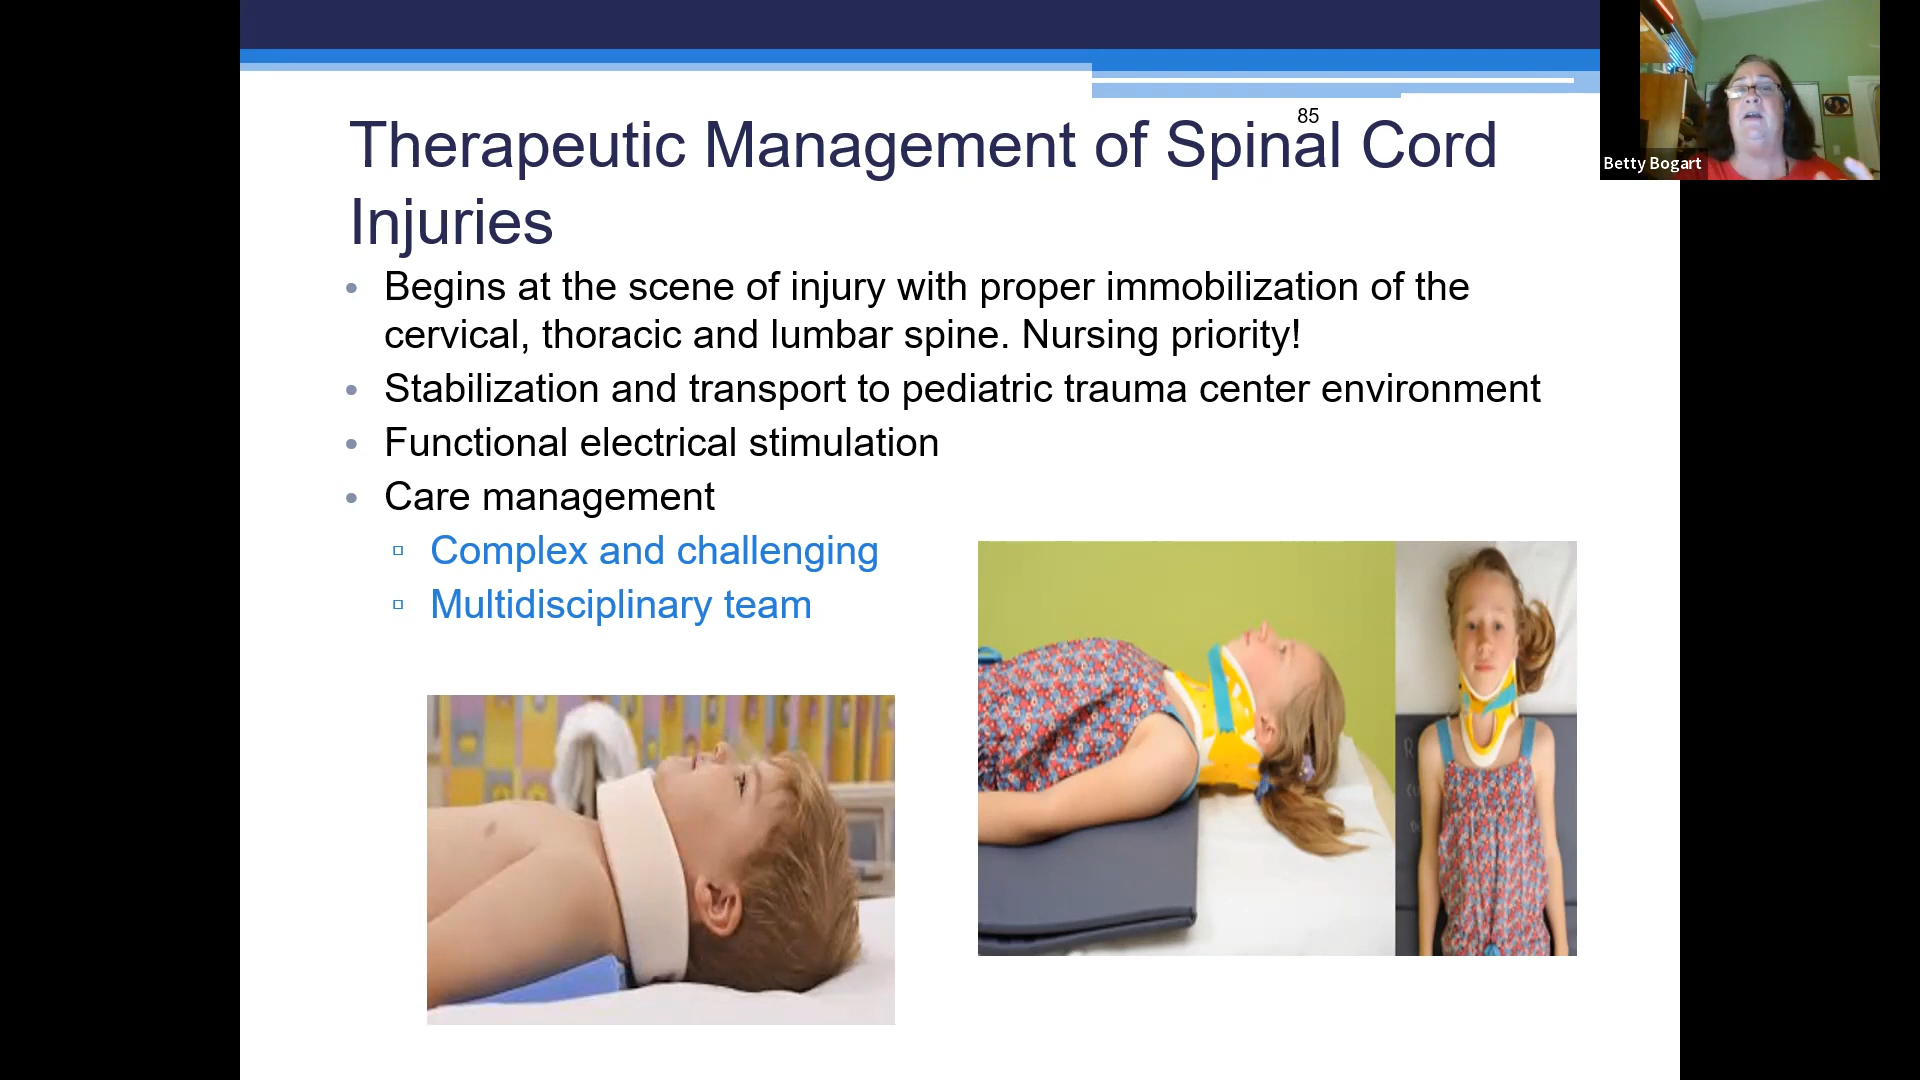 85
Therapeutic Management of Spinal Cord
Injuries
• Begins at the scene of injury with proper immobilization of the
cervical, thoracic and lumbar spine. Nursing priority!
• Stabilization and transport to pediatric trauma center environment
• Functional electrical stimulation
• Care management
▫ Complex and challenging
▫ Multidisciplinary team
Betty Bogart